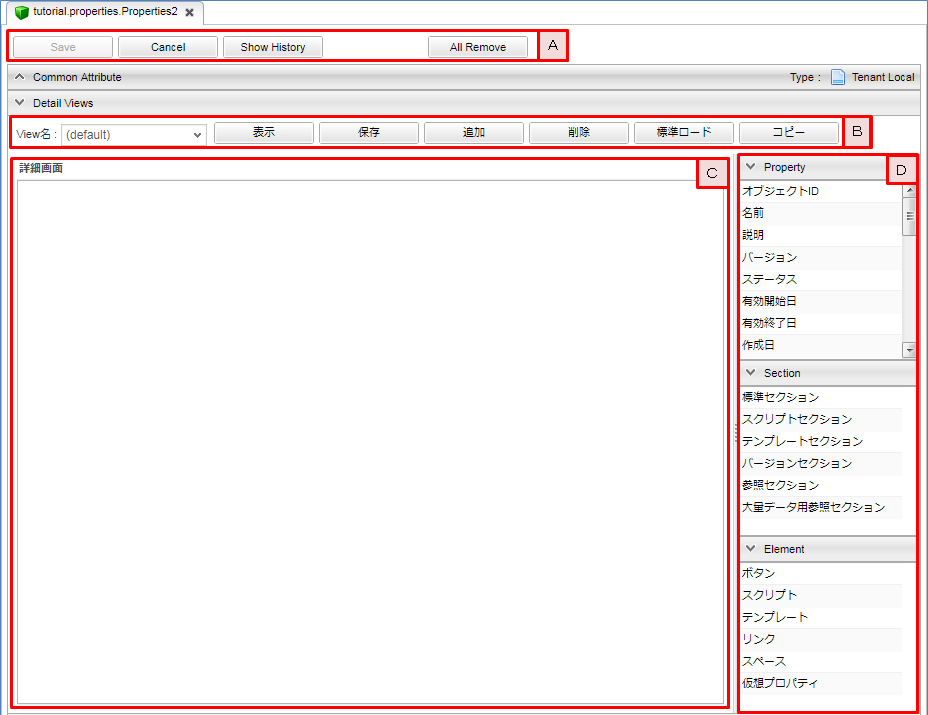 tutorial.properties.Properties2
Save Cancel Show History All Remove A
Common Attribute Type : Tenant Local
Detail Views
View名 : (default) 表示 保存 追加 削除 標準ロード コピー B
詳細画面 C
Property D
オブジェクトID
名前
説明
バージョン
ステータス
有効開始日
有効終了日
作成日
Section
標準セクション
スクリプトセクション
テンプレートセクション
バージョンセクション
参照セクション
大量データ用参照セクション
Element
ボタン
スクリプト
テンプレート
リンク
スペース
仮想プロパティ